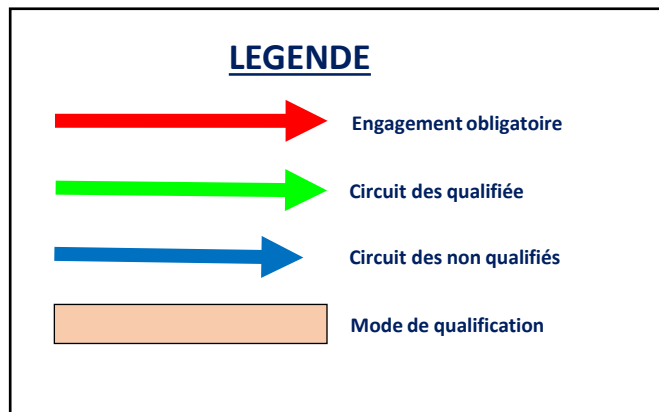 LEGENDE
Engagement obligatoire
Circuit des qualifiée
Circuit des non qualifiés
Mode de qualification